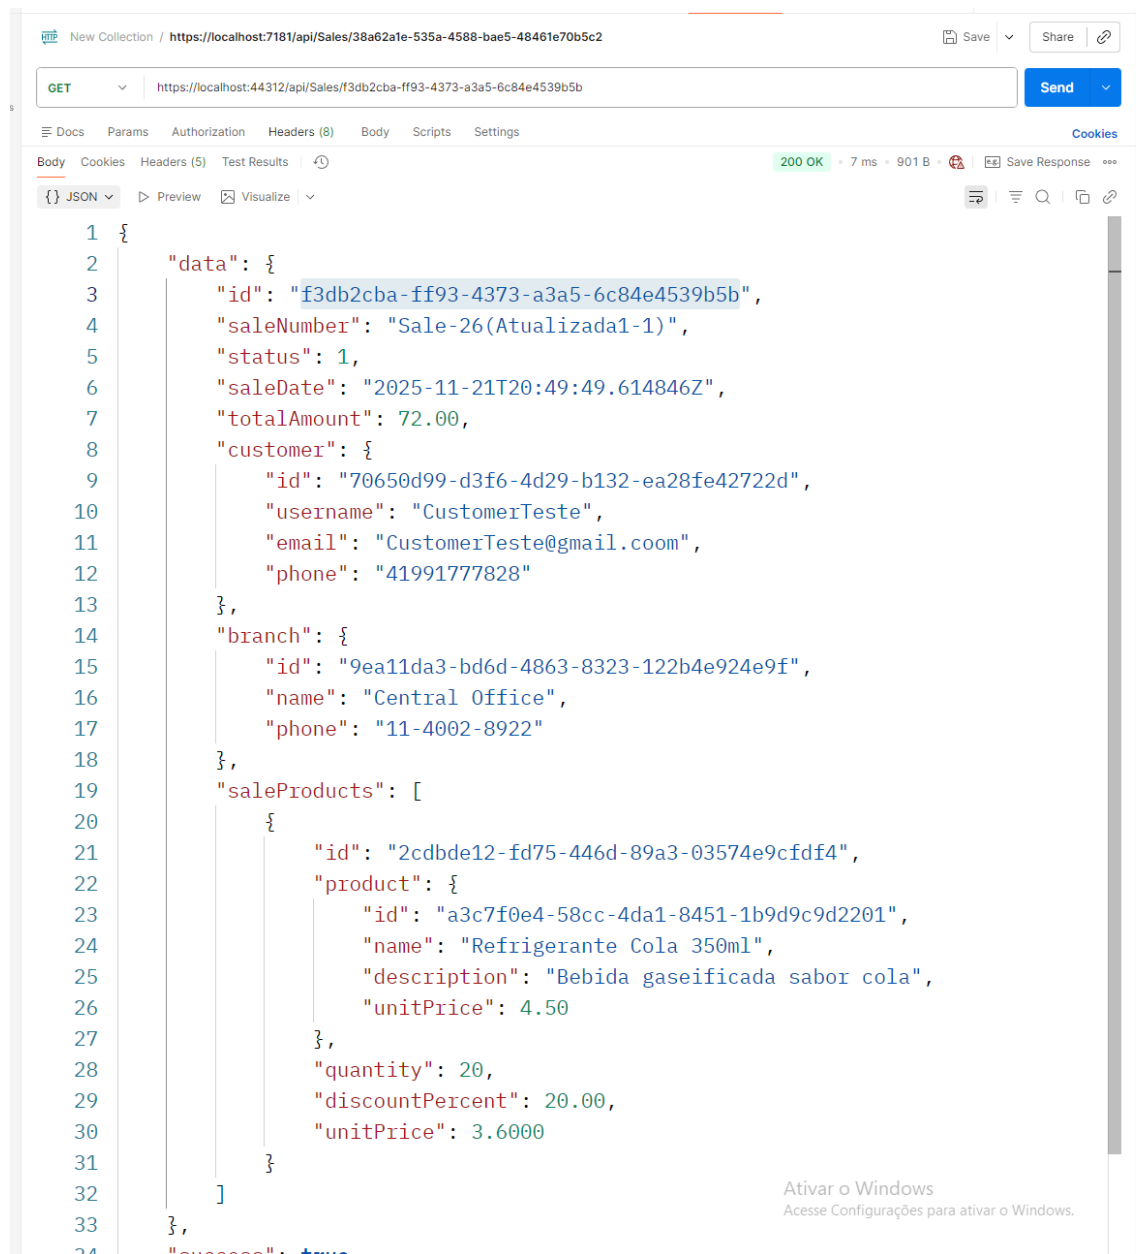 HTTP New Collection / https://localhost:7181/api/Sales/38a62a1e-535a-4588-bae5-48461e70b5c2 Save Share
GET https://localhost:44312/api/Sales/f3db2cba-ff93-4373-a3a5-6c84e4539b5b Send
s
Docs Params Authorization Headers (8) Body Scripts Settings Cookies
Body Cookies Headers (5) Test Results 200 OK • 7 ms • 901 B • Save Response
{} JSON Preview Visualize
1 {
2 "data": {
3 "id": "f3db2cba-ff93-4373-a3a5-6c84e4539b5b",
4 "saleNumber": "Sale-26(Atualizada1-1)",
5 "status": 1,
6 "saleDate": "2025-11-21T20:49:49.614846Z",
7 "totalAmount": 72.00,
8 "customer": {
9 "id": "70650d99-d3f6-4d29-b132-ea28fe42722d",
10 "username": "CustomerTeste",
11 "email": "CustomerTeste@gmail.coom",
12 "phone": "41991777828"
13 },
14 "branch": {
15 "id": "9ea11da3-bd6d-4863-8323-122b4e924e9f",
16 "name": "Central Office",
17 "phone": "11-4002-8922"
18 },
19 "saleProducts": [
20 {
21 "id": "2cdbde12-fd75-446d-89a3-03574e9cfdf4",
22 "product": {
23 "id": "a3c7f0e4-58cc-4da1-8451-1b9d9c9d2201",
24 "name": "Refrigerante Cola 350ml",
25 "description": "Bebida gaseificada sabor cola",
26 "unitPrice": 4.50
27 },
28 "quantity": 20,
29 "discountPercent": 20.00,
30 "unitPrice": 3.6000
31 }
32 ]
33 },
34 "success": true
Ativar o Windows
Acesse Configurações para ativar o Windows.